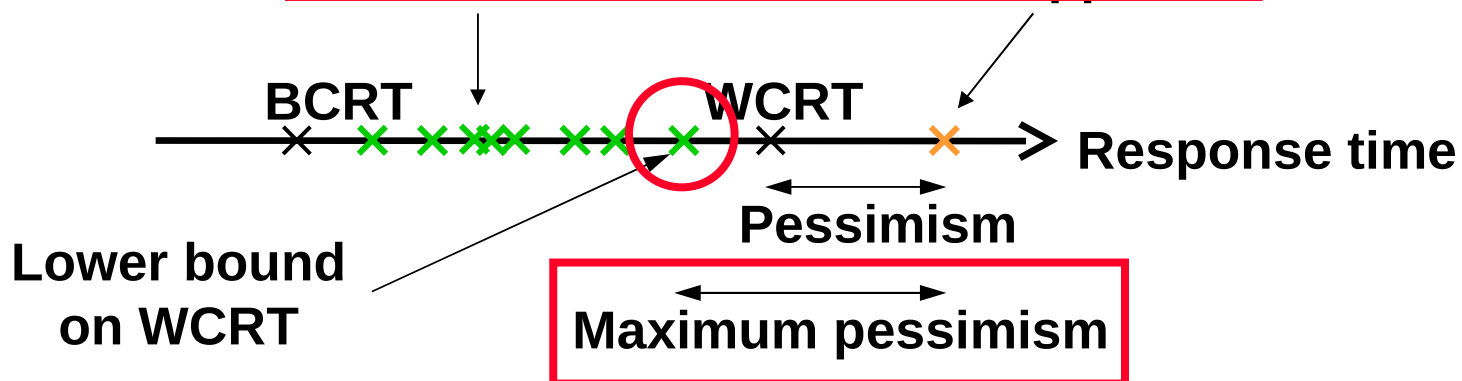 BCRT
WCRT
Response time
Pessimism
Lower bound
on WCRT
Maximum pessimism